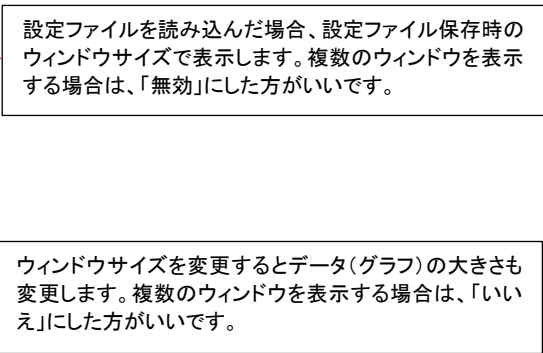 設定ファイルを読み込んだ場合、設定ファイル保存時の
ウィンドウサイズで表示します。複数のウィンドウを表示
する場合は、「無効」にした方がいいです。
ウィンドウサイズを変更するとデータ（グラフ）の大きさも
変更します。複数のウィンドウを表示する場合は、「いい
え」にした方がいいです。